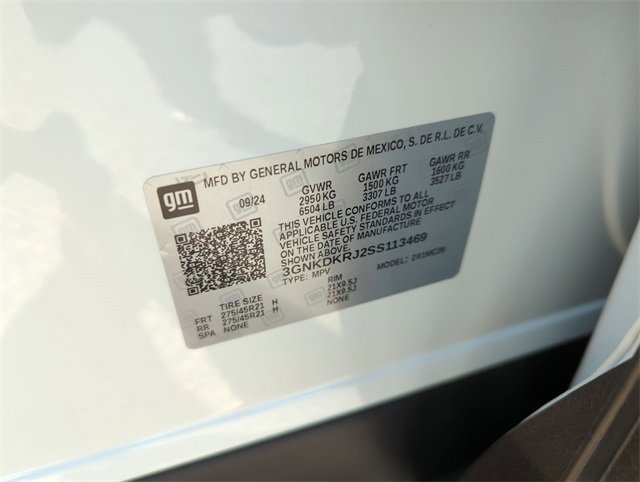 gm
MFD BY GENERAL MOTORS DE MEXICO, S. DE R.L. DE C.V.
09/24 GVWR GAWR FRT GAWR RR
2950 KG 1500 KG 1600 KG
6504 LB 3307 LB 3527 LB
THIS VEHICLE CONFORMS TO ALL
APPLICABLE U.S. FEDERAL MOTOR
VEHICLE SAFETY STANDARDS IN EFFECT
ON THE DATE OF MANUFACTURE
SHOWN ABOVE.
3GNKDKRJ2SS113469
TYPE: MPV MODEL:
TIRE SIZE RIM
FRT 275/45R21 H 21X9.5J
RR 275/45R21 H 21X9.5J
SPA NONE NONE